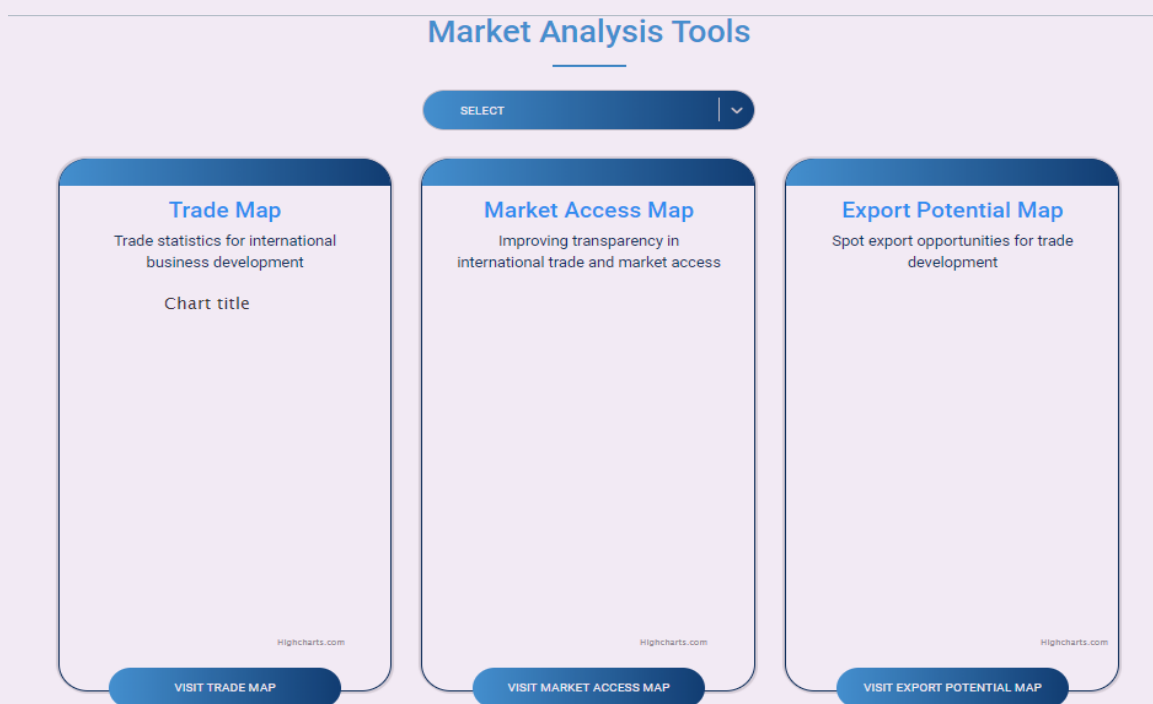 Market Analysis Tools
SELECT
Trade Map
Trade statistics for international
business development
Chart title
Highcharts.com
VISIT TRADE MAP
Market Access Map
Improving transparency in
international trade and market access
Highcharts.com
VISIT MARKET ACCESS MAP
Export Potential Map
Spot export opportunities for trade
development
Highcharts.com
VISIT EXPORT POTENTIAL MAP